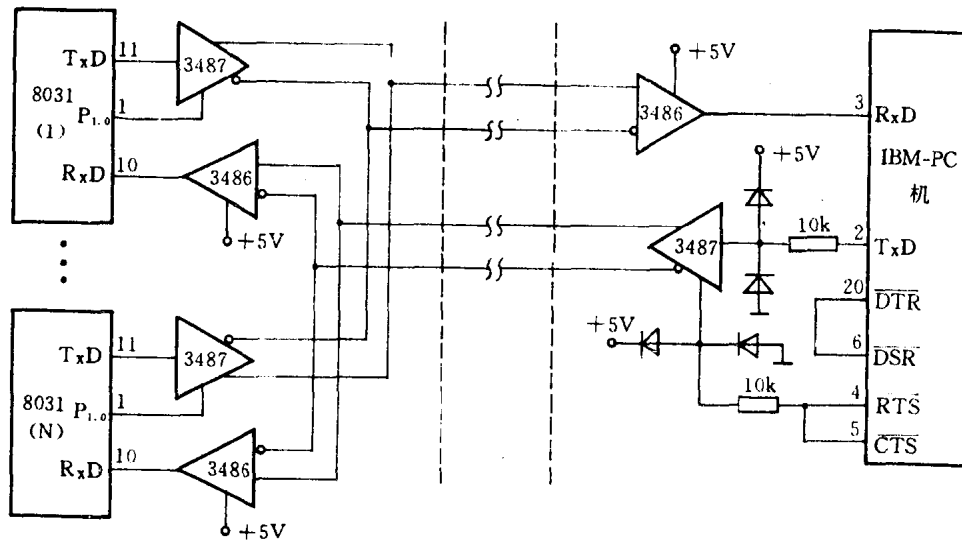 8031
(1)
TxD
11
P1.0
1
RxD
10
3487
3486
+5V
8031
(N)
TxD
11
P1.0
1
RxD
10
3487
3486
+5V
3486
+5V
3487
+5V
10k
+5V
10k
3
RxD
IBM-PC
机
2
TxD
20
DTR
6
DSR
4
RTS
5
CTS